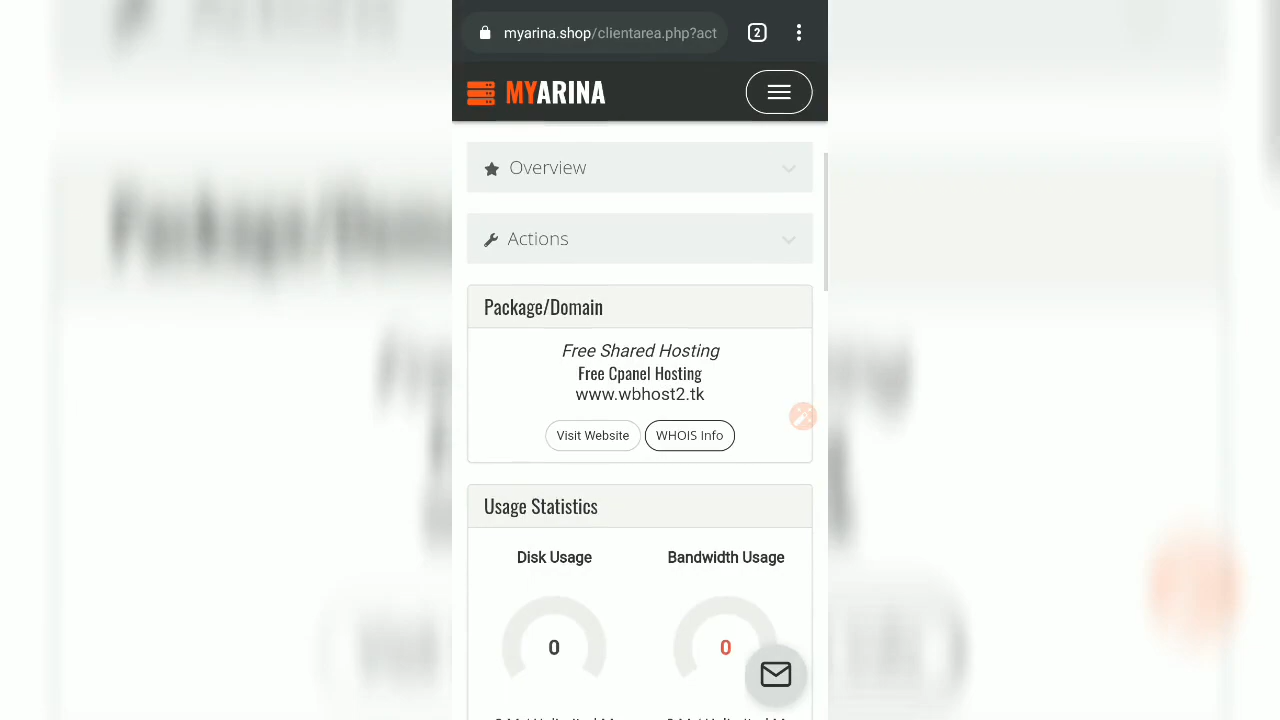 myarina.shop/clientarea.php?act
2
MYARINA
Overview
Actions
Package/Domain
Free Shared Hosting
Free Cpanel Hosting
www.wbhost2.tk
Visit Website
WHOIS Info
Usage Statistics
Disk Usage
Bandwidth Usage
0
0